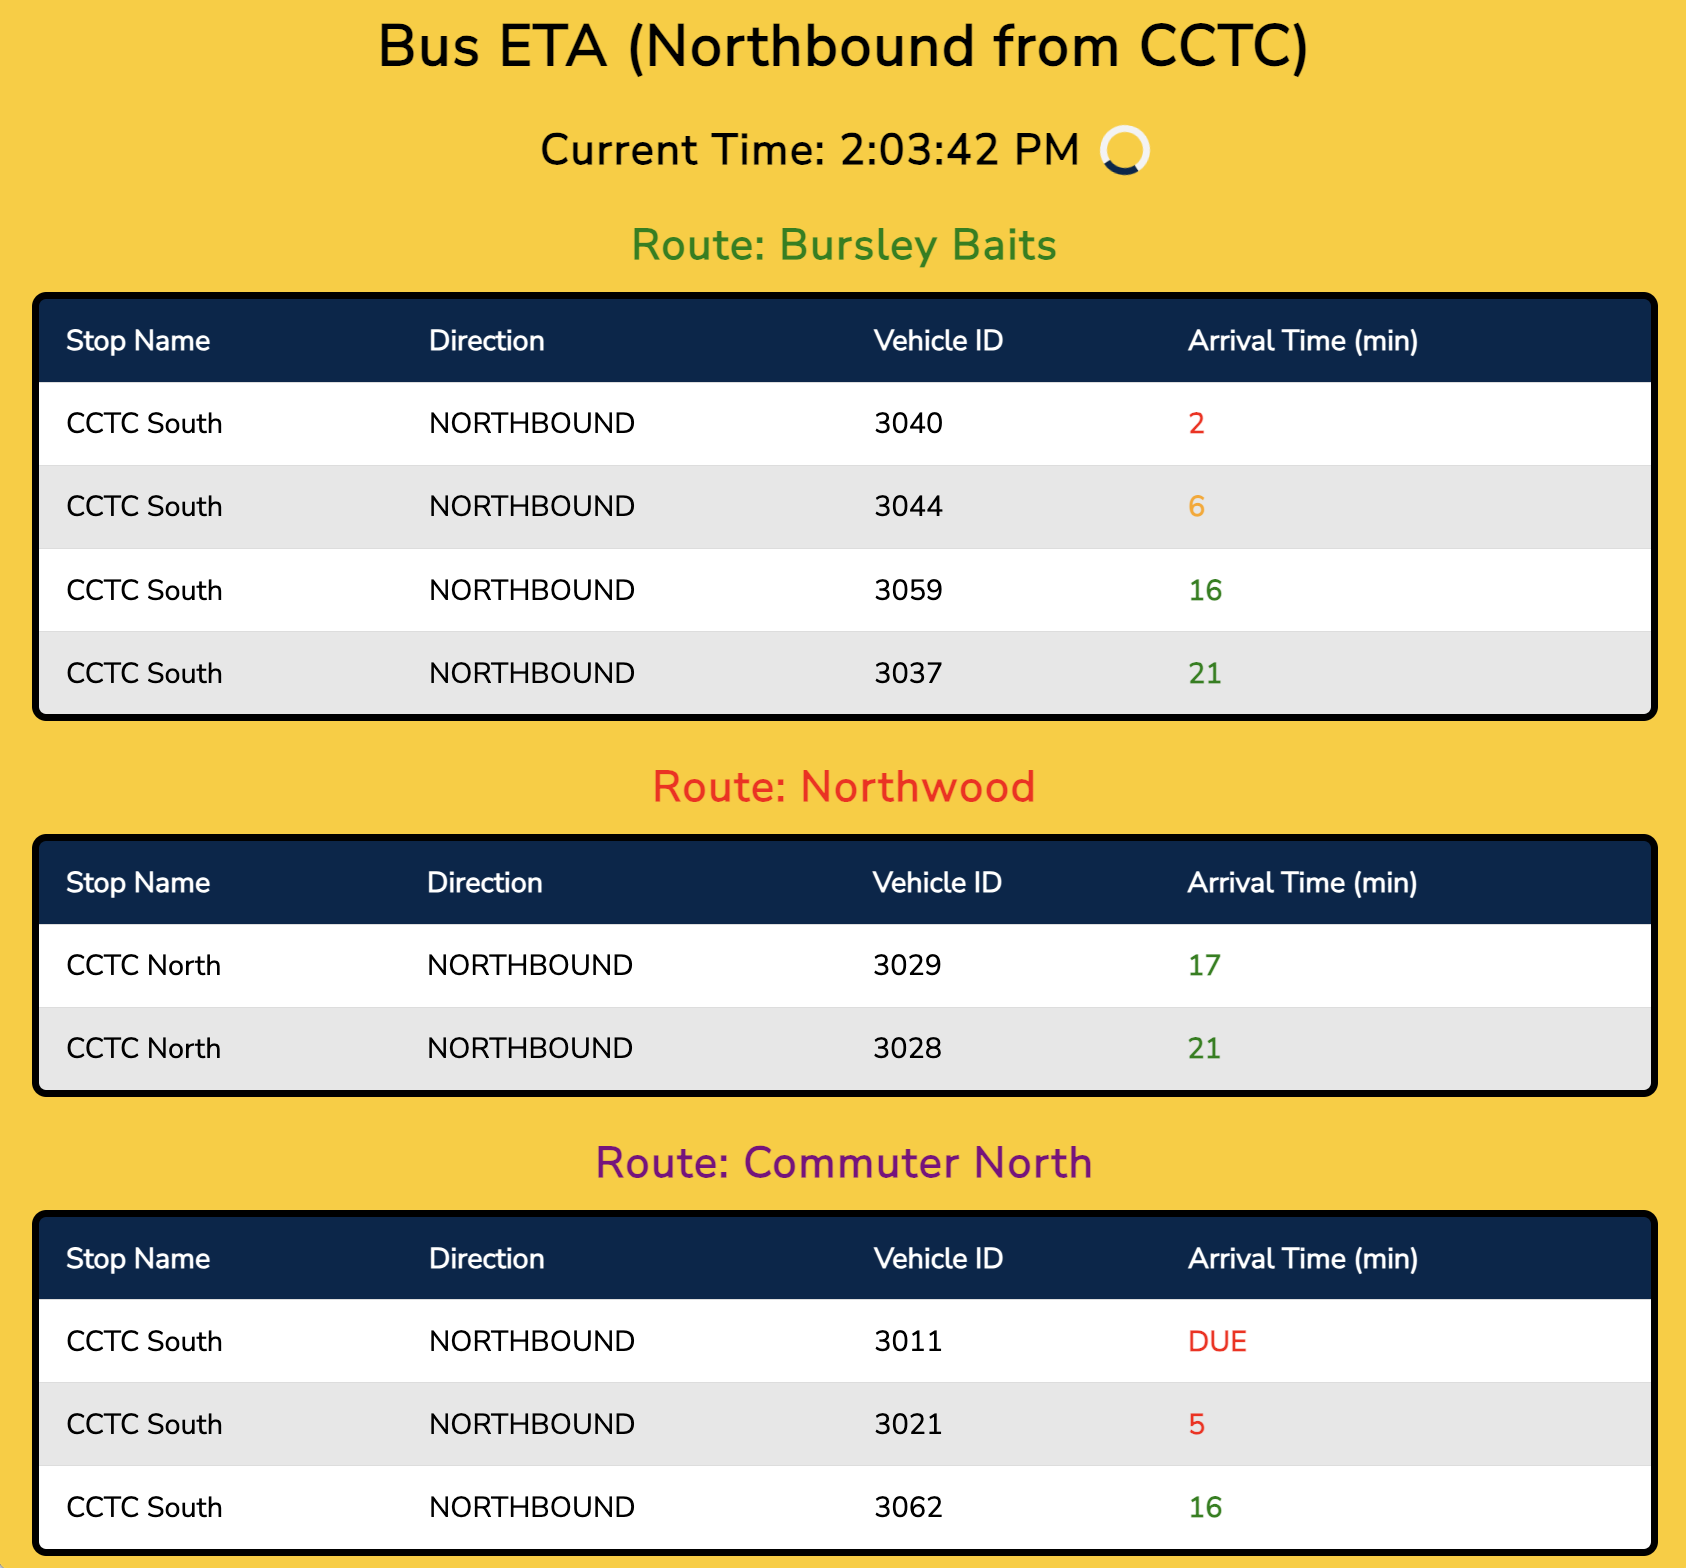 Bus ETA (Northbound from CCTC)
Current Time: 2:03:42 PM
Route: Bursley Baits
Stop Name Direction Vehicle ID Arrival Time (min)
CCTC South NORTHBOUND 3040 2
CCTC South NORTHBOUND 3044 6
CCTC South NORTHBOUND 3059 16
CCTC South NORTHBOUND 3037 21
Route: Northwood
Stop Name Direction Vehicle ID Arrival Time (min)
CCTC North NORTHBOUND 3029 17
CCTC North NORTHBOUND 3028 21
Route: Commuter North
Stop Name Direction Vehicle ID Arrival Time (min)
CCTC South NORTHBOUND 3011 DUE
CCTC South NORTHBOUND 3021 5
CCTC South NORTHBOUND 3062 16